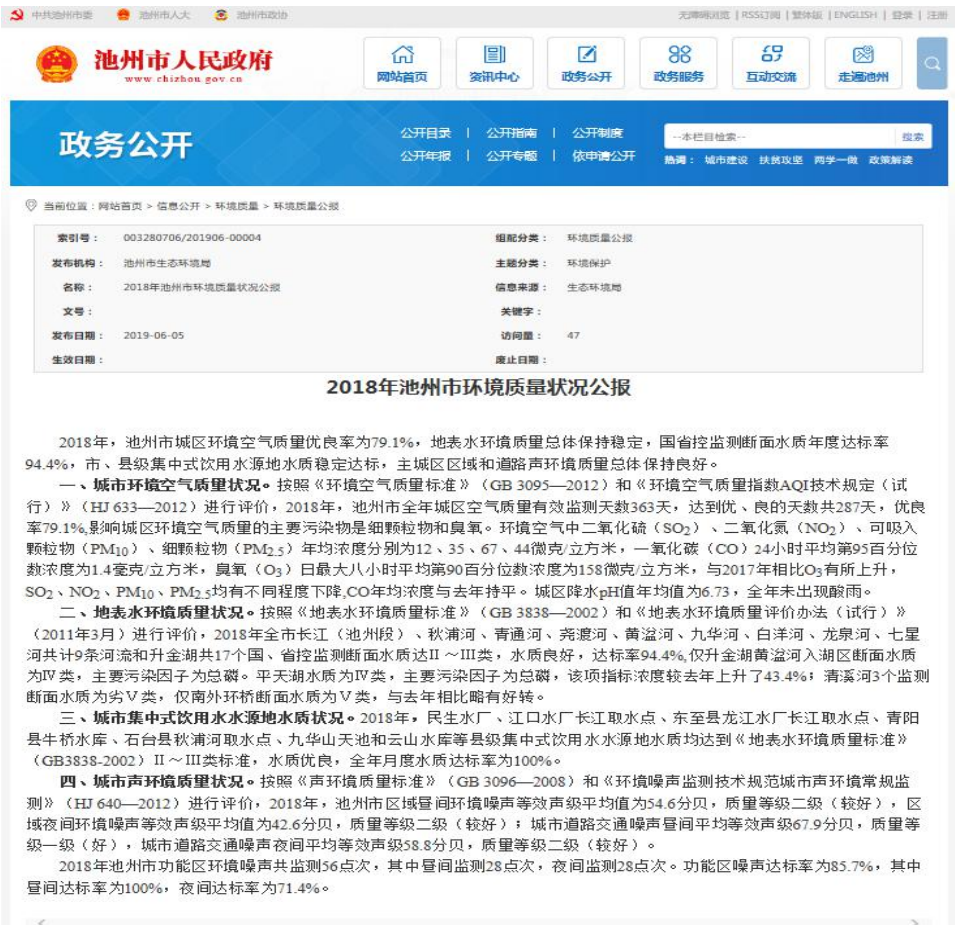 中共池州市委 池州市人大 池州市政协 无障碍浏览 | RSS订阅 | 繁体版 | ENGLISH | 登录 | 注册
池州市人民政府
www.chizhou.gov.cn
网站首页 资讯中心 政务公开 政务服务 互动交流 走遍池州
政务公开
公开目录 | 公开指南 | 公开制度
公开年报 | 公开专题 | 依申请公开
--本栏目检索-- 搜索
热词： 城市建设 扶贫攻坚 两学一做 政策解读
当前位置：网站首页 > 信息公开 > 环境质量 > 环境质量公报
索引号： 003280706/201906-00004 组配分类： 环境质量公报
发布机构： 池州市生态环境局 主题分类： 环境保护
名称： 2018年池州市环境质量状况公报 信息来源： 生态环境局
文号： 关键字：
发布日期： 2019-06-05 访问量： 47
生效日期： 废止日期：
2018年池州市环境质量状况公报
2018年，池州市城区环境空气质量优良率为79.1%，地表水环境质量总体保持稳定，国省控监测断面水质年度达标率
94.4%，市、县级集中式饮用水源地水质稳定达标，主城区区域和道路声环境质量总体保持良好。
一、城市环境空气质量状况。按照《环境空气质量标准》（GB 3095—2012）和《环境空气质量指数AQI技术规定（试
行）》（HJ 633—2012）进行评价，2018年，池州市全年城区空气质量有效监测天数363天，达到优、良的天数共287天，优良
率79.1%,影响城区环境空气质量的主要污染物是细颗粒物和臭氧。环境空气中二氧化硫（SO₂）、二氧化氮（NO₂）、可吸入
颗粒物（PM₁₀）、细颗粒物（PM₂.₅）年均浓度分别为12、35、67、44微克/立方米，一氧化碳（CO）24小时平均第95百分位
数浓度为1.4毫克/立方米，臭氧（O₃）日最大八小时平均第90百分位数浓度为158微克/立方米，与2017年相比O₃有所上升，
SO₂、NO₂、PM₁₀、PM₂.₅均有不同程度下降,CO年均浓度与去年持平。城区降水pH值年均值为6.73，全年未出现酸雨。
二、地表水环境质量状况。按照《地表水环境质量标准》（GB 3838—2002）和《地表水环境质量评价办法（试行）》
（2011年3月）进行评价，2018年全市长江（池州段）、秋浦河、青通河、尧渡河、黄湓河、九华河、白洋河、龙泉河、七星
河共计9条河流和升金湖共17个国、省控监测断面水质达II～III类，水质良好，达标率94.4%,仅升金湖黄湓河入湖区断面水质
为IV类，主要污染因子为总磷。平天湖水质为IV类，主要污染因子为总磷，该项指标浓度较去年上升了43.4%；清溪河3个监测
断面水质为劣Ⅴ类，仅南外环桥断面水质为Ⅴ类，与去年相比略有好转。
三、城市集中式饮用水水源地水质状况。2018年，民生水厂、江口水厂长江取水点、东至县龙江水厂长江取水点、青阳
县牛桥水库、石台县秋浦河取水点、九华山天池和云山水库等县级集中式饮用水水源地水质均达到《地表水环境质量标准》
（GB3838-2002）II～III类标准，水质优良，全年月度水质达标率为100%。
四、城市声环境质量状况。按照《声环境质量标准》（GB 3096—2008）和《环境噪声监测技术规范城市声环境常规监
测》（HJ 640—2012）进行评价，2018年，池州市区域昼间环境噪声等效声级平均值为54.6分贝，质量等级二级（较好），区
域夜间环境噪声等效声级平均值为42.6分贝，质量等级二级（较好）；城市道路交通噪声昼间平均等效声级67.9分贝，质量等
级一级（好），城市道路交通噪声夜间平均等效声级58.8分贝，质量等级二级（较好）。
2018年池州市功能区环境噪声共监测56点次，其中昼间监测28点次，夜间监测28点次。功能区噪声达标率为85.7%，其中
昼间达标率为100%，夜间达标率为71.4%。